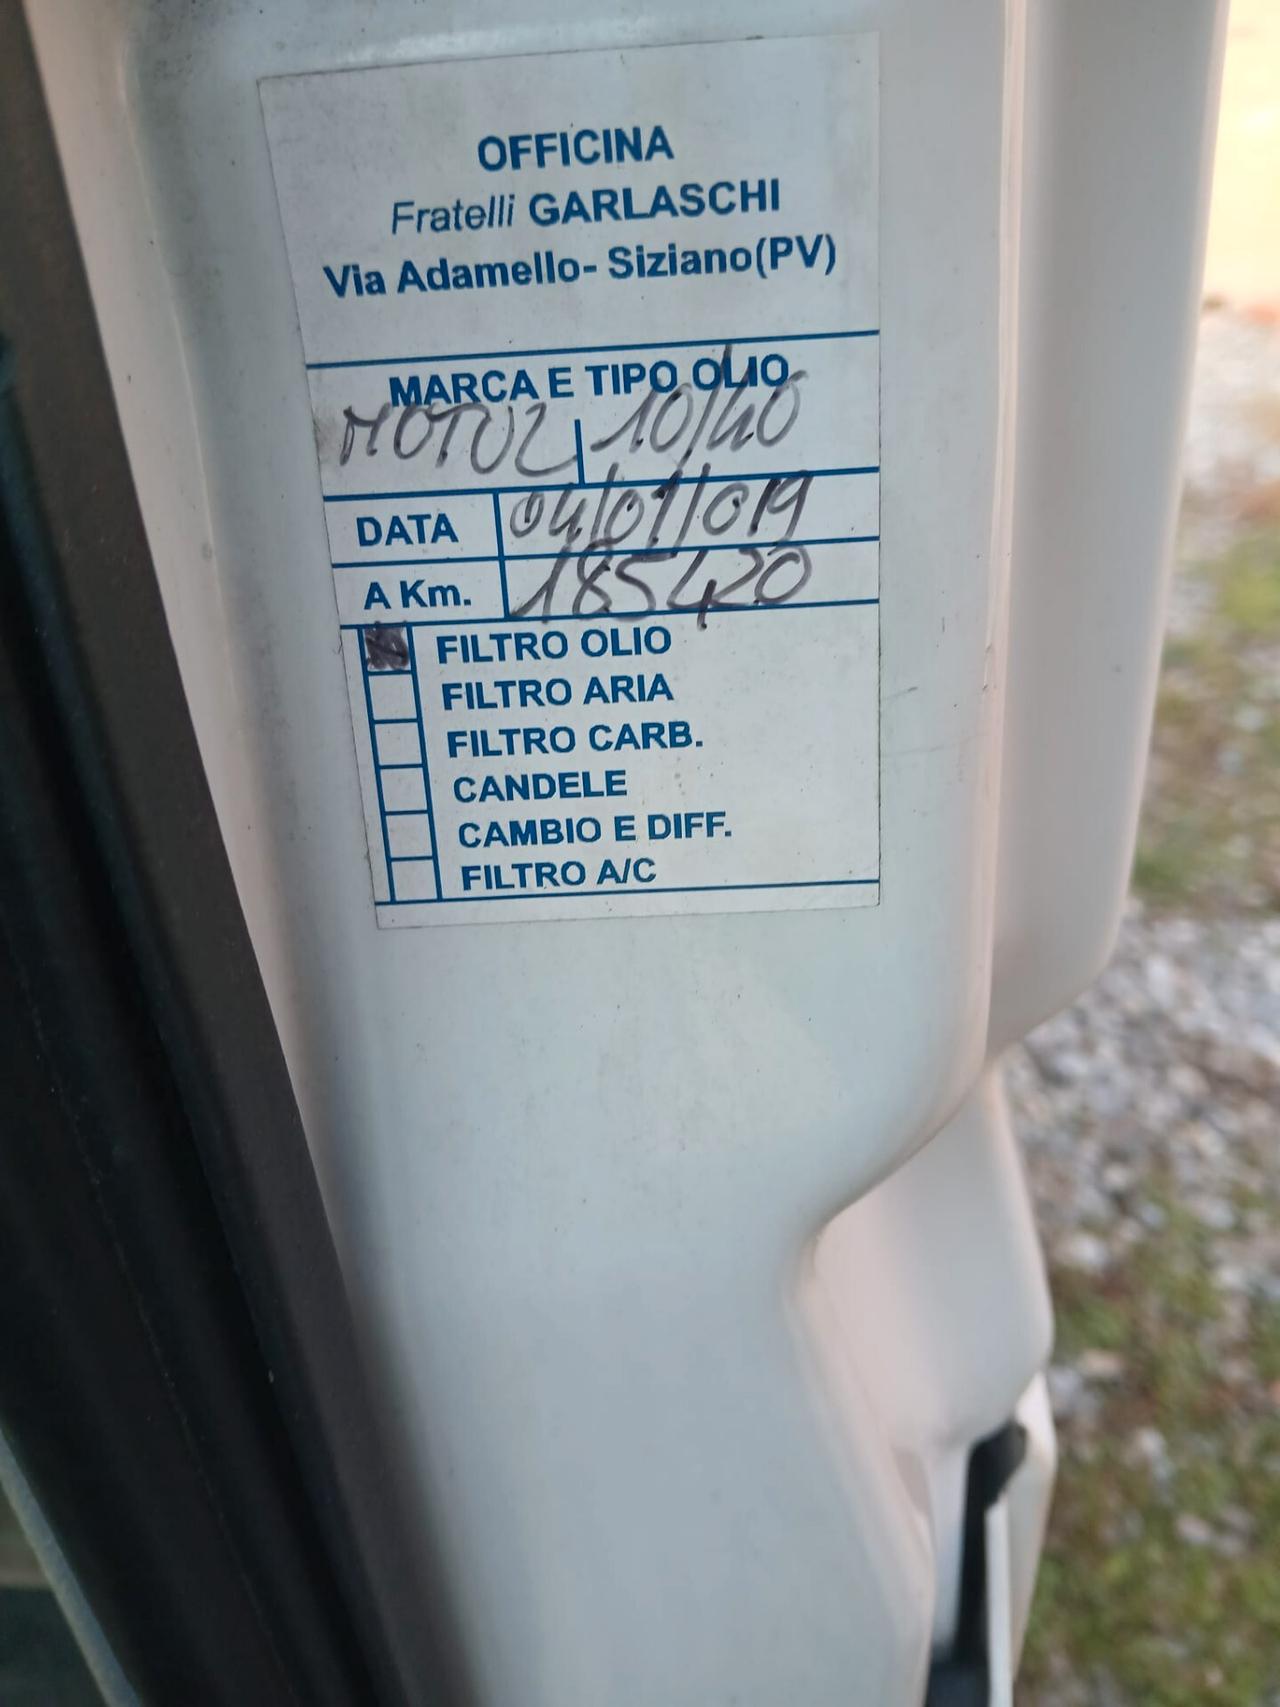 OFFICINA
Fratelli GARLASCHI
Via Adamello- Siziano(PV)
MARCA E TIPO OLIO
MOTUL 10/40
DATA 04/01/019
A Km. 185420
FILTRO OLIO
FILTRO ARIA
FILTRO CARB.
CANDELE
CAMBIO E DIFF.
FILTRO A/C